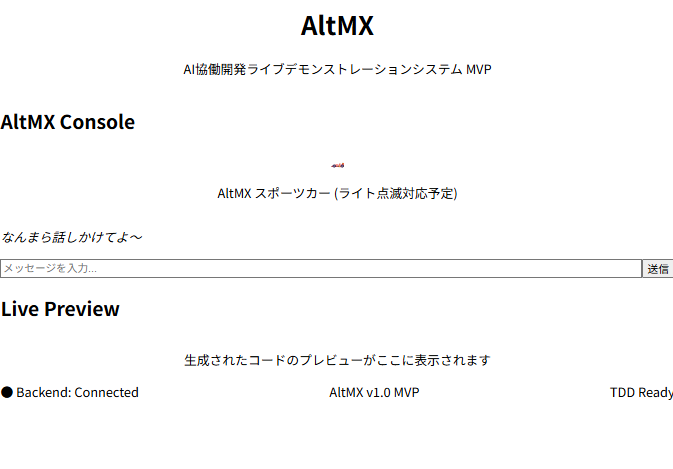 AltMX
AI協働開発ライブデモンストレーションシステム MVP
AltMX Console
AltMX スポーツカー (ライト点滅対応予定)
なんまら話しかけてよ〜
メッセージを入力...
送信
Live Preview
生成されたコードのプレビューがここに表示されます
● Backend: Connected
AltMX v1.0 MVP
TDD Ready